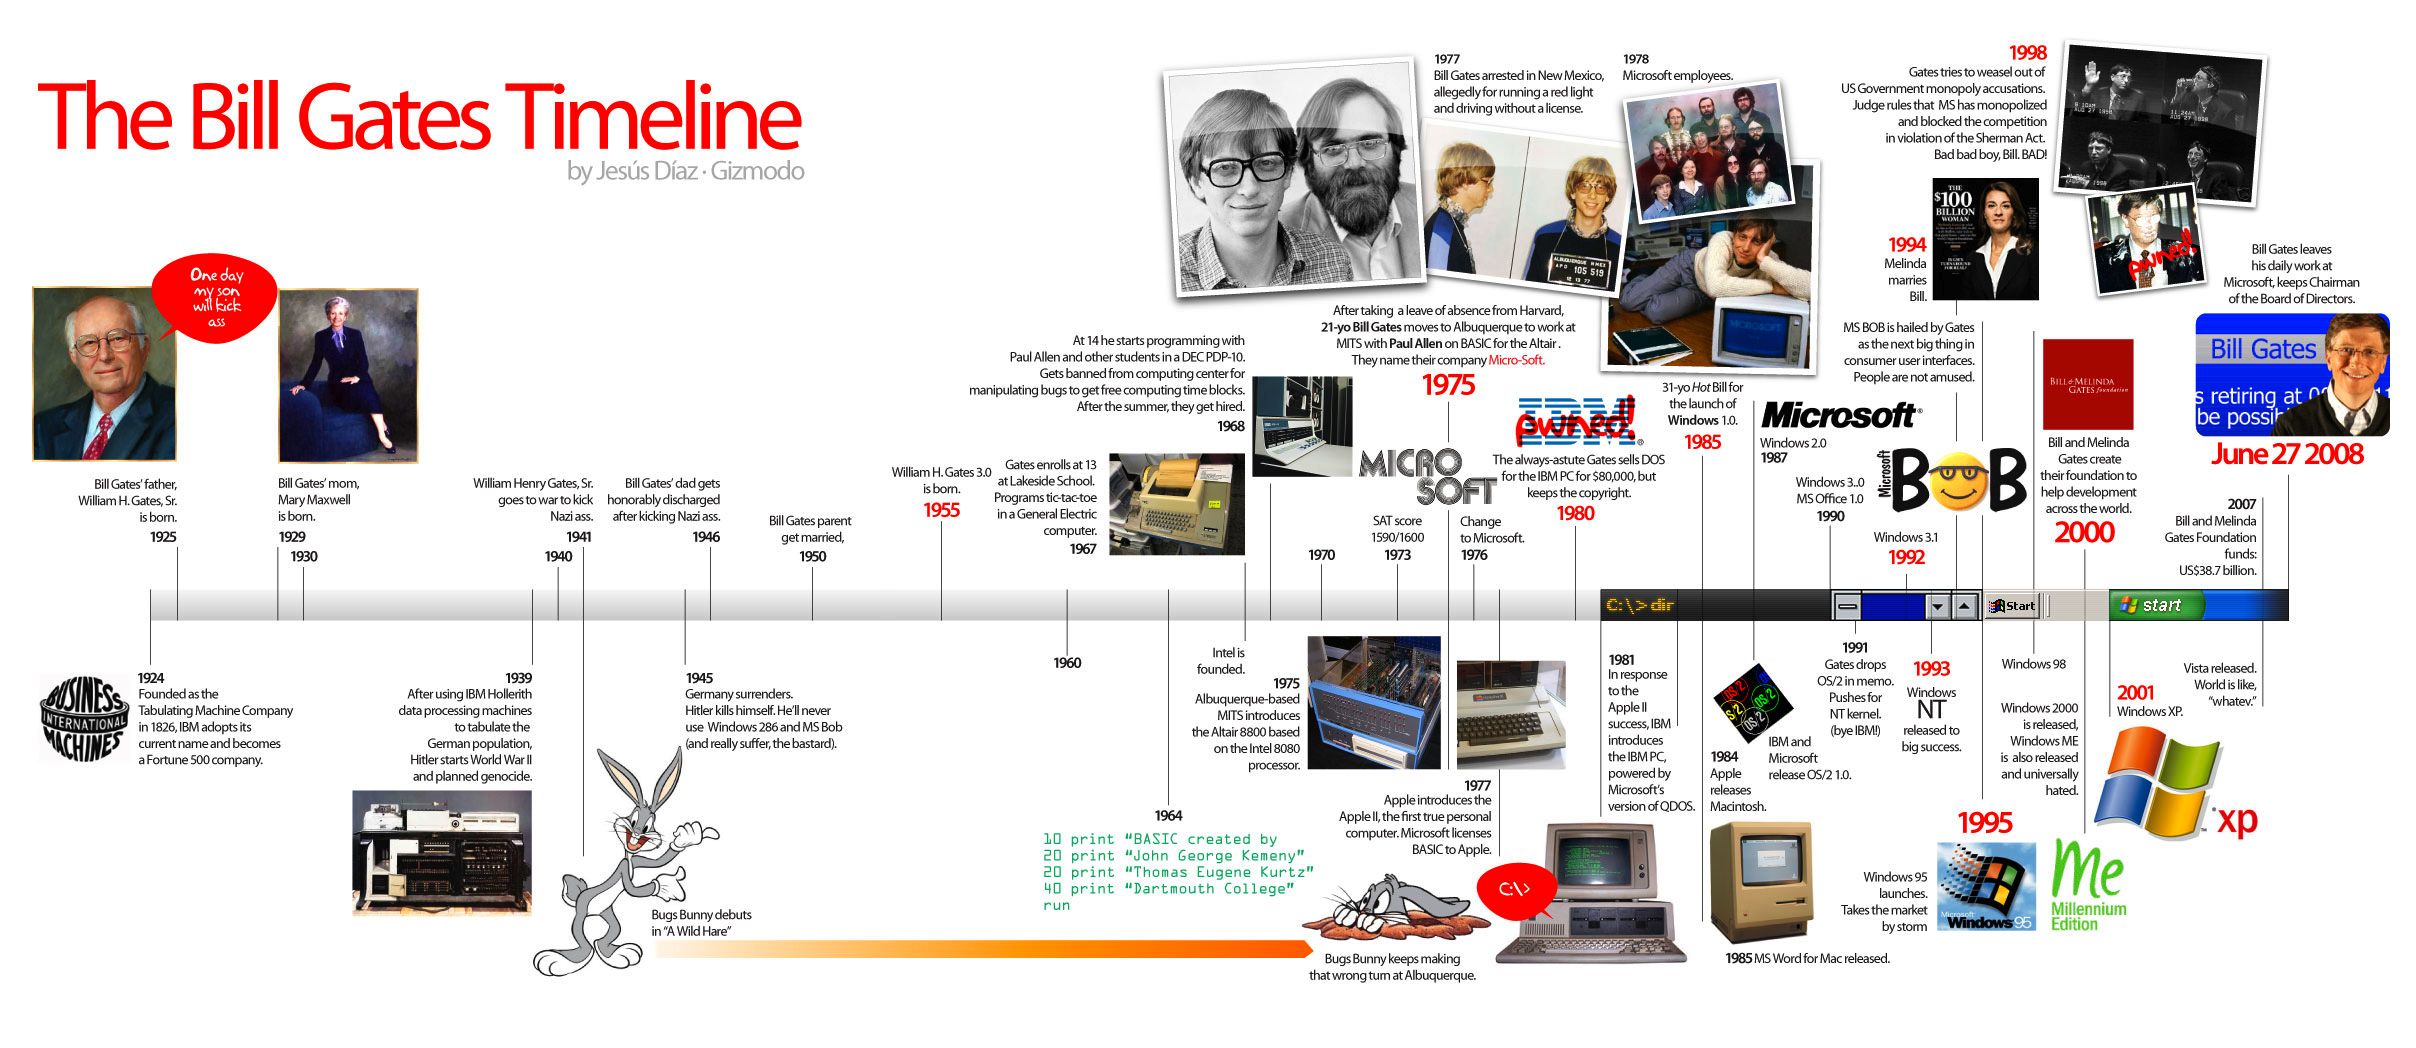 The Bill Gates Timeline
by Jesús Díaz · Gizmodo
One day
my son
will kick
ass
Bill Gates' father,
William H. Gates, Sr.
is born.
1925
Bill Gates' mom,
Mary Maxwell
is born.
1929
1930
William Henry Gates, Sr.
goes to war to kick
Nazi ass.
1941
1940
Bill Gates' dad gets
honorably discharged
after kicking Nazi ass.
1946
Bill Gates parent
get married,
1950
William H. Gates 3.0
is born.
1955
Gates enrolls at 13
at Lakeside School.
Programs tic-tac-toe
in a General Electric
computer.
1967
At 14 he starts programming with
Paul Allen and other students in a DEC PDP-10.
Gets banned from computing center for
manipulating bugs to get free computing time blocks.
After the summer, they get hired.
1968
1970
SAT score
1590/1600
1973
After taking a leave of absence from Harvard,
21-yo Bill Gates moves to Albuquerque to work at
MITS with Paul Allen on BASIC for the Altair .
They name their company Micro-Soft.
1975
MICRO
SOFT
Change
to Microsoft.
1976
1977
Bill Gates arrested in New Mexico,
allegedly for running a red light
and driving without a license.
ALBUQUERQUE NMEX
APD 105 519
12 13 77
1978
Microsoft employees.
MICROSOFT
IBM
pwned!
The always-astute Gates sells DOS
for the IBM PC for $80,000, but
keeps the copyright.
1980
31-yo Hot Bill for
the launch of
Windows 1.0.
1985
Microsoft
Windows 2.0
1987
Windows 3..0
MS Office 1.0
1990
Windows 3.1
1992
1994
Melinda
marries
Bill.
THE
$100
BILLION
WOMAN
MS BOB is hailed by Gates
as the next big thing in
consumer user interfaces.
People are not amused.
Microsoft
BOB
1998
Gates tries to weasel out of
US Government monopoly accusations.
Judge rules that MS has monopolized
and blocked the competition
in violation of the Sherman Act.
Bad bad boy, Bill. BAD!
8:10AM
AUG 27 1998
11:24AM
AUG 27 1998
pwned!
BILL & MELINDA
GATES foundation
Bill and Melinda
Gates create
their foundation to
help development
across the world.
2000
Bill Gates leaves
his daily work at
Microsoft, keeps Chairman
of the Board of Directors.
Bill Gates
s retiring at
be possib
June 27 2008
2007
Bill and Melinda
Gates Foundation
funds:
US$38.7 billion.
C:\>dir
Start
start
BUSINESS
INTERNATIONAL
MACHINES
1924
Founded as the
Tabulating Machine Company
in 1826, IBM adopts its
current name and becomes
a Fortune 500 company.
1939
After using IBM Hollerith
data processing machines
to tabulate the
German population,
Hitler starts World War II
and planned genocide.
1945
Germany surrenders.
Hitler kills himself. He'll never
use Windows 286 and MS Bob
(and really suffer, the bastard).
Bugs Bunny debuts
in "A Wild Hare"
1960
1964
10 print "BASIC created by
20 print "John George Kemeny"
20 print "Thomas Eugene Kurtz"
40 print "Dartmouth College"
run
Intel is
founded.
1975
Albuquerque-based
MITS introduces
the Altair 8800 based
on the Intel 8080
processor.
1977
Apple introduces the
Apple II, the first true personal
computer. Microsoft licenses
BASIC to Apple.
C:\>
Bugs Bunny keeps making
that wrong turn at Albuquerque.
1981
In response
to the
Apple II
success, IBM
introduces
the IBM PC,
powered by
Microsoft's
version of QDOS.
1984
Apple
releases
Macintosh.
1985 MS Word for Mac released.
OS/2
OS/2
OS/2
IBM and
Microsoft
release OS/2 1.0.
1991
Gates drops
OS/2 in memo.
Pushes for
NT kernel.
(bye IBM!)
1993
Windows
NT
released to
big success.
1995
Windows 95
launches.
Takes the market
by storm
Microsoft
Windows 95
Windows 98
Windows 2000
is released,
Windows ME
is also released
and universally
hated.
Me
Millennium
Edition
2001
Windows XP.
xp
Vista released.
World is like,
"whatev."